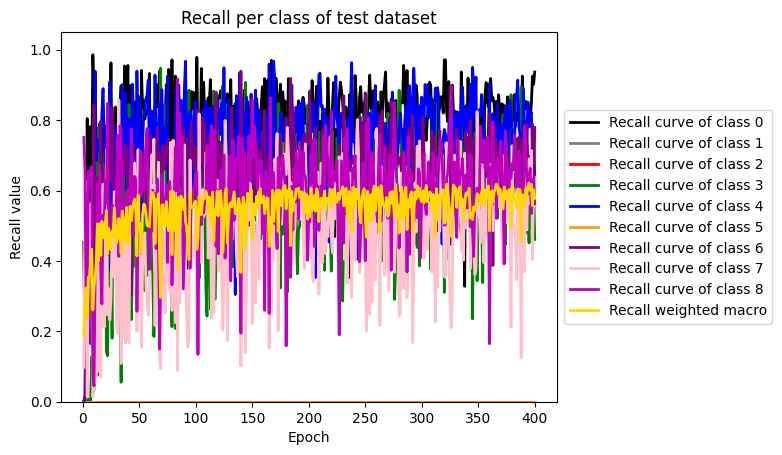 Recall per class of test dataset
Recall value
1.0
0.8
0.6
0.4
0.2
0.0
0 50 100 150 200 250 300 350 400
Epoch
Recall curve of class 0
Recall curve of class 1
Recall curve of class 2
Recall curve of class 3
Recall curve of class 4
Recall curve of class 5
Recall curve of class 6
Recall curve of class 7
Recall curve of class 8
Recall weighted macro